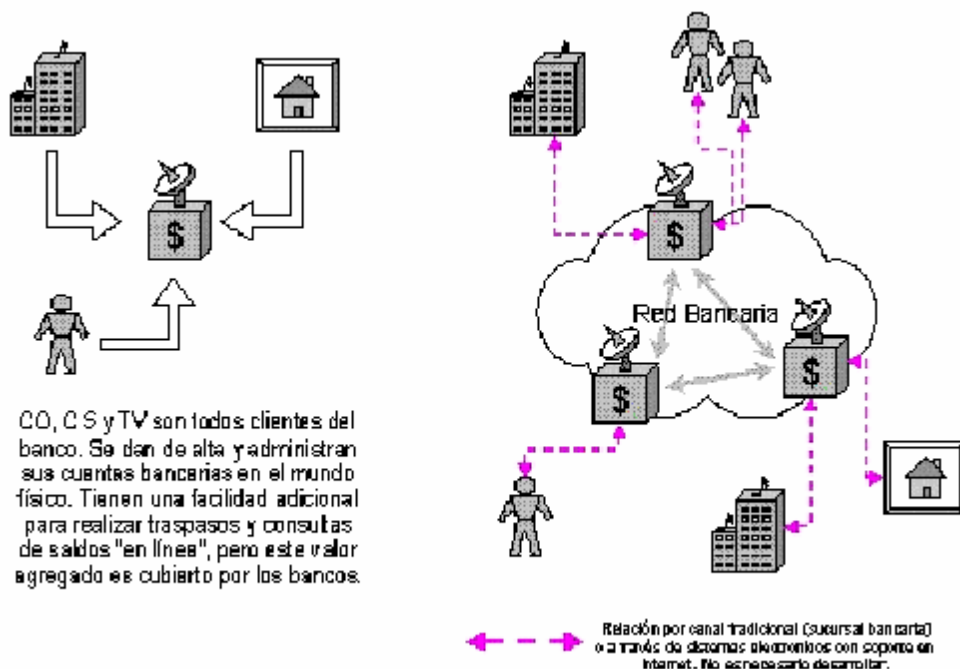 $
Red Bancaria
$
$
$
CO, CS y TV son todos clientes del
banco. Se dan de alta y administran
sus cuentas bancarias en el mundo
físico. Tienen una facilidad adicional
para realizar traspasos y consultas
de saldos "en línea", pero este valor
agregado es cubierto por los bancos.
Relación por canal tradicional (sucursal bancaria)
o a través de sistemas electronicos con soporte en
Internet. No es necesario desarrollar.